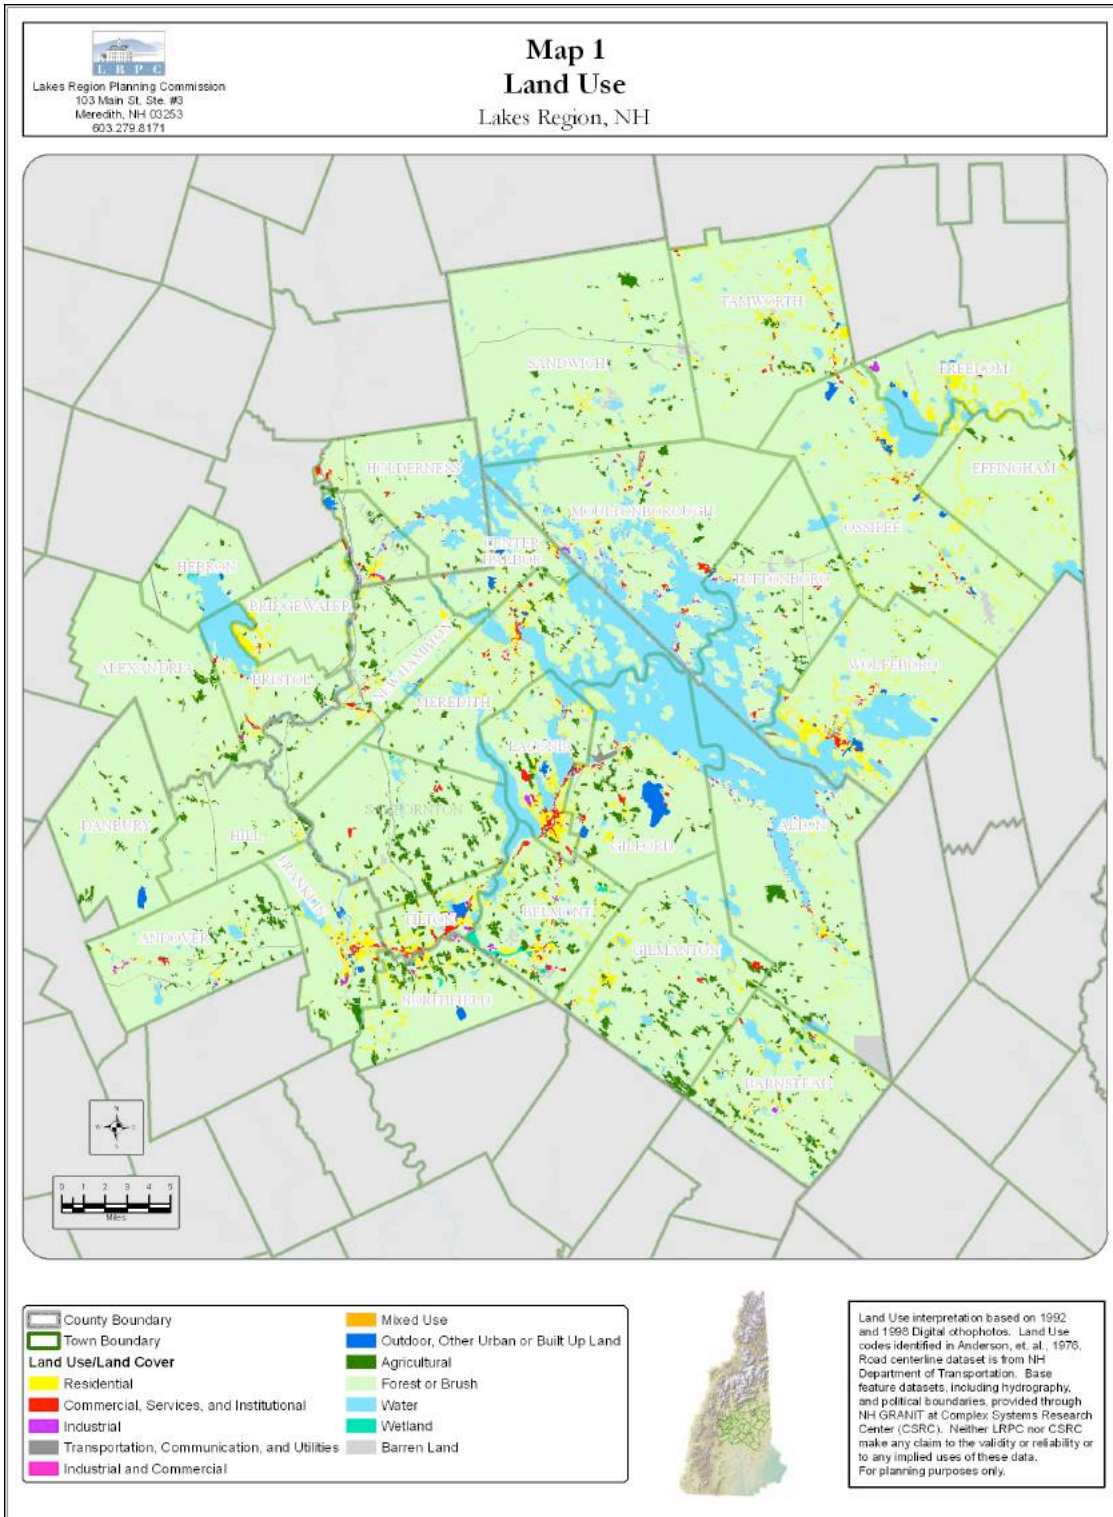 L R P C
Lakes Region Planning Commission
103 Main St, Ste. #3
Meredith, NH 03253
603.279.8171
Map 1
Land Use
Lakes Region, NH
TAMWORTH
SANDWICH
FREEDOM
HOLDERNESS
EFFINGHAM
MOULTONBOROUGH
OSSIPEE
CENTER
HARBOR
HEBRON
TUFTONBORO
BRIDGEWATER
NEW HAMPTON
ALEXANDRIA
WOLFEBORO
BRISTOL
MEREDITH
LACONIA
SANBORNTON
DANBURY
ALTON
HILL
GILFORD
FRANKLIN
TILTON
BELMONT
ANDOVER
GILMANTON
NORTHFIELD
BARNSTEAD
N
W E
S
0 1 2 3 4 5
Miles
County Boundary
Town Boundary
Land Use/Land Cover
Residential
Commercial, Services, and Institutional
Industrial
Transportation, Communication, and Utilities
Industrial and Commercial
Mixed Use
Outdoor, Other Urban or Built Up Land
Agricultural
Forest or Brush
Water
Wetland
Barren Land
Land Use interpretation based on 1992
and 1998 Digital othophotos. Land Use
codes identified in Anderson, et. al., 1976.
Road centerline dataset is from NH
Department of Transportation. Base
feature datasets, including hydrography,
and political boundaries, provided through
NH GRANIT at Complex Systems Research
Center (CSRC). Neither LRPC nor CSRC
make any claim to the validity or reliability or
to any implied uses of these data.
For planning purposes only.